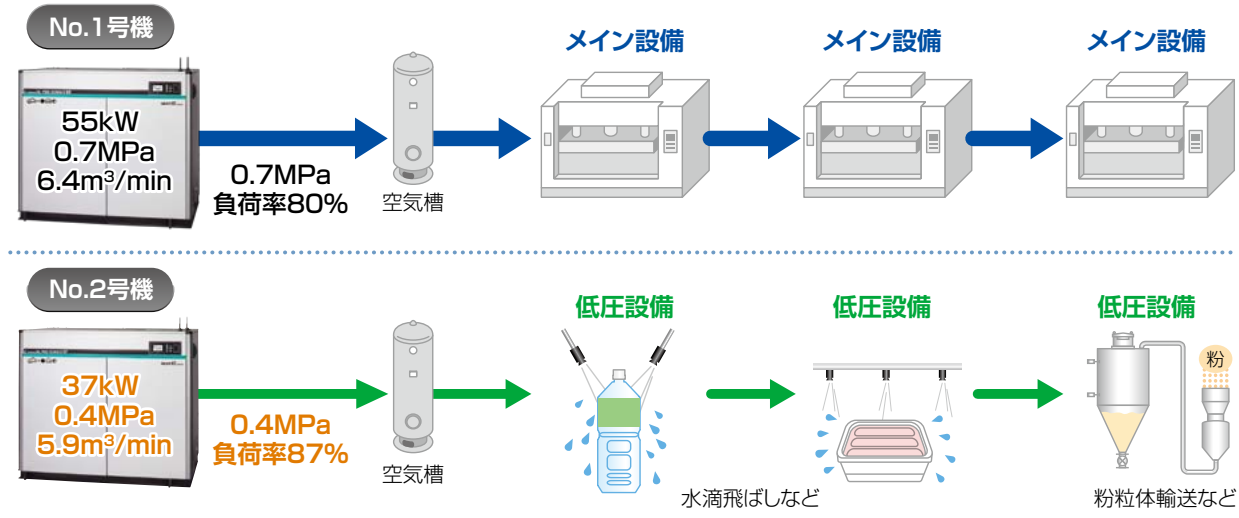 No.1号機
55kW
0.7MPa
6.4m³/min
0.7MPa
負荷率80%
空気槽
メイン設備
メイン設備
メイン設備
No.2号機
37kW
0.4MPa
5.9m³/min
0.4MPa
負荷率87%
空気槽
低圧設備
低圧設備
低圧設備
粉
水滴飛ばしなど
粉粒体輸送など